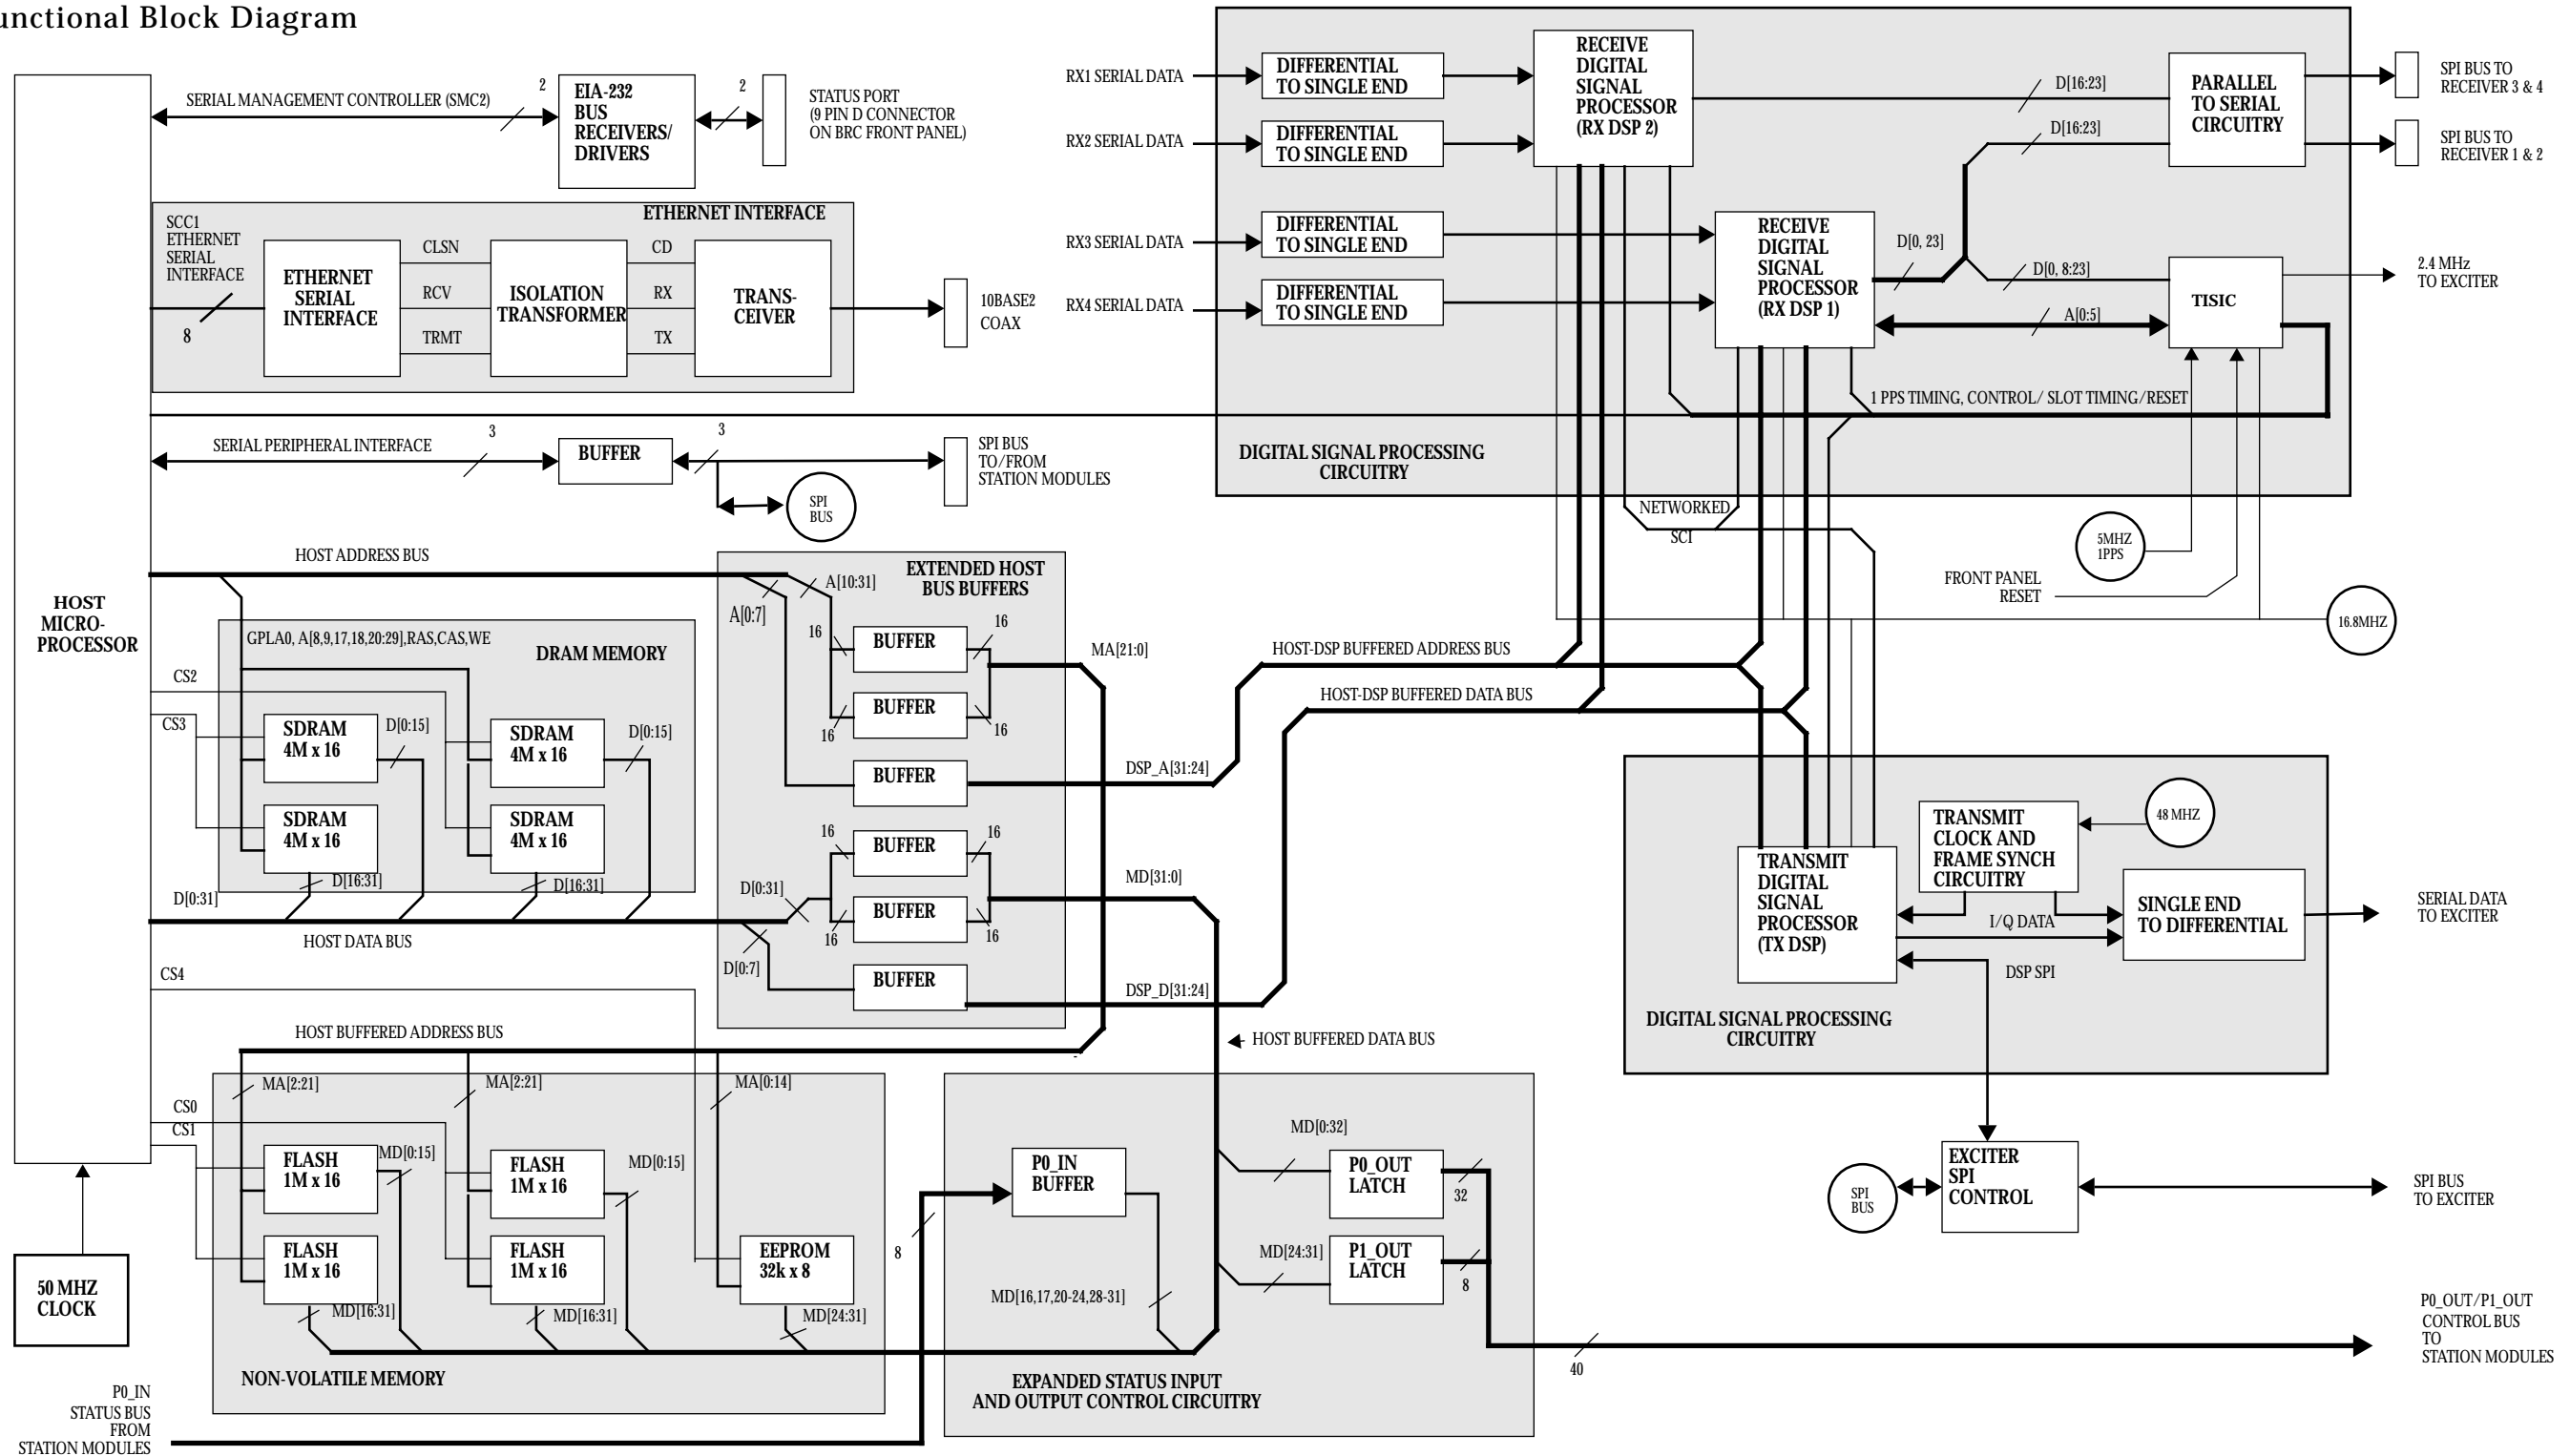 unctional Block Diagram
HOST
MICRO-
PROCESSOR
50 MHZ
CLOCK
SERIAL MANAGEMENT CONTROLLER (SMC2)
2
EIA-232
BUS
RECEIVERS/
DRIVERS
2
STATUS PORT
(9 PIN D CONNECTOR
ON BRC FRONT PANEL)
ETHERNET INTERFACE
SCC1
ETHERNET
SERIAL
INTERFACE
8
ETHERNET
SERIAL
INTERFACE
CLSN
RCV
TRMT
ISOLATION
TRANSFORMER
CD
RX
TX
TRANS-
CEIVER
10BASE2
COAX
SERIAL PERIPHERAL INTERFACE
3
BUFFER
3
SPI BUS
TO/FROM
STATION MODULES
SPI
BUS
HOST ADDRESS BUS
GPLA0, A[8,9,17,18,20:29],RAS,CAS,WE
DRAM MEMORY
CS2
CS3
SDRAM
4M x 16
D[0:15]
SDRAM
4M x 16
D[0:15]
SDRAM
4M x 16
SDRAM
4M x 16
D[16:31]
D[16:31]
D[0:31]
HOST DATA BUS
CS4
EXTENDED HOST
BUS BUFFERS
A[10:31]
A[0:7]
16
BUFFER
16
16
BUFFER
16
BUFFER
16
BUFFER
16
D[0:31]
16
BUFFER
16
D[0:7]
BUFFER
MA[21:0]
DSP_A[31:24]
MD[31:0]
DSP_D[31:24]
HOST BUFFERED ADDRESS BUS
HOST BUFFERED DATA BUS
MA[2:21]
MA[2:21]
MA[0:14]
CS0
CS1
FLASH
1M x 16
MD[0:15]
FLASH
1M x 16
MD[0:15]
FLASH
1M x 16
FLASH
1M x 16
EEPROM
32k x 8
MD[16:31]
MD[16:31]
MD[24:31]
NON-VOLATILE MEMORY
P0_IN
STATUS BUS
FROM
STATION MODULES
8
P0_IN
BUFFER
MD[16,17,20-24,28-31]
MD[0:32]
P0_OUT
LATCH
32
MD[24:31]
P1_OUT
LATCH
8
EXPANDED STATUS INPUT
AND OUTPUT CONTROL CIRCUITRY
40
P0_OUT/P1_OUT
CONTROL BUS
TO
STATION MODULES
RX1 SERIAL DATA
DIFFERENTIAL
TO SINGLE END
RX2 SERIAL DATA
DIFFERENTIAL
TO SINGLE END
RX3 SERIAL DATA
DIFFERENTIAL
TO SINGLE END
RX4 SERIAL DATA
DIFFERENTIAL
TO SINGLE END
RECEIVE
DIGITAL
SIGNAL
PROCESSOR
(RX DSP 2)
RECEIVE
DIGITAL
SIGNAL
PROCESSOR
(RX DSP 1)
D[16:23]
D[16:23]
D[0, 23]
D[0, 8:23]
A[0:5]
PARALLEL
TO SERIAL
CIRCUITRY
TISIC
SPI BUS TO
RECEIVER 3 & 4
SPI BUS TO
RECEIVER 1 & 2
2.4 MHz
TO EXCITER
1 PPS TIMING, CONTROL/ SLOT TIMING/RESET
DIGITAL SIGNAL PROCESSING
CIRCUITRY
NETWORKED
SCI
5MHZ
1PPS
FRONT PANEL
RESET
16.8MHZ
HOST-DSP BUFFERED ADDRESS BUS
HOST-DSP BUFFERED DATA BUS
TRANSMIT
DIGITAL
SIGNAL
PROCESSOR
(TX DSP)
TRANSMIT
CLOCK AND
FRAME SYNCH
CIRCUITRY
48 MHZ
I/Q DATA
SINGLE END
TO DIFFERENTIAL
SERIAL DATA
TO EXCITER
DSP SPI
DIGITAL SIGNAL PROCESSING
CIRCUITRY
SPI
BUS
EXCITER
SPI
CONTROL
SPI BUS
TO EXCITER